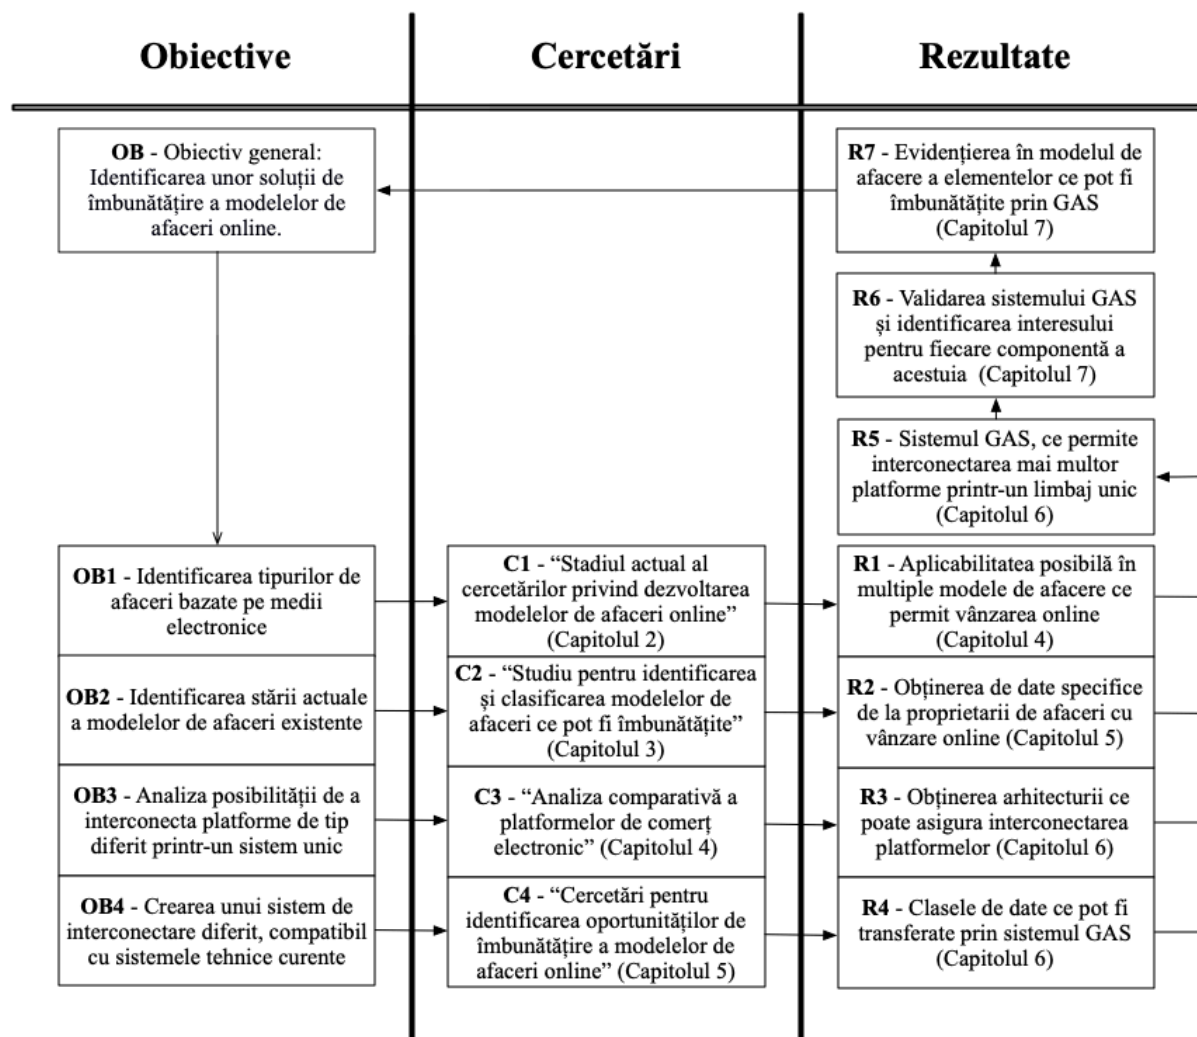 Obiective
Cercetări
Rezultate
OB - Obiectiv general:
Identificarea unor soluții de
îmbunătățire a modelelor de
afaceri online.
R7 - Evidențierea în modelul de
afacere a elementelor ce pot fi
îmbunătățite prin GAS
(Capitolul 7)
R6 - Validarea sistemului GAS
și identificarea interesului
pentru fiecare componentă a
acestuia (Capitolul 7)
R5 - Sistemul GAS, ce permite
interconectarea mai multor
platforme printr-un limbaj unic
(Capitolul 6)
OB1 - Identificarea tipurilor de
afaceri bazate pe medii
electronice
C1 - “Stadiul actual al
cercetărilor privind dezvoltarea
modelelor de afaceri online”
(Capitolul 2)
R1 - Aplicabilitatea posibilă în
multiple modele de afacere ce
permit vânzarea online
(Capitolul 4)
OB2 - Identificarea stării actuale
a modelelor de afaceri existente
C2 - “Studiu pentru identificarea
și clasificarea modelelor de
afaceri ce pot fi îmbunătățite”
(Capitolul 3)
R2 - Obținerea de date specifice
de la proprietarii de afaceri cu
vânzare online (Capitolul 5)
OB3 - Analiza posibilității de a
interconecta platforme de tip
diferit printr-un sistem unic
C3 - “Analiza comparativă a
platformelor de comerț
electronic” (Capitolul 4)
R3 - Obținerea arhitecturii ce
poate asigura interconectarea
platformelor (Capitolul 6)
OB4 - Crearea unui sistem de
interconectare diferit, compatibil
cu sistemele tehnice curente
C4 - “Cercetări pentru
identificarea oportunităților de
îmbunătățire a modelelor de
afaceri online” (Capitolul 5)
R4 - Clasele de date ce pot fi
transferate prin sistemul GAS
(Capitolul 6)